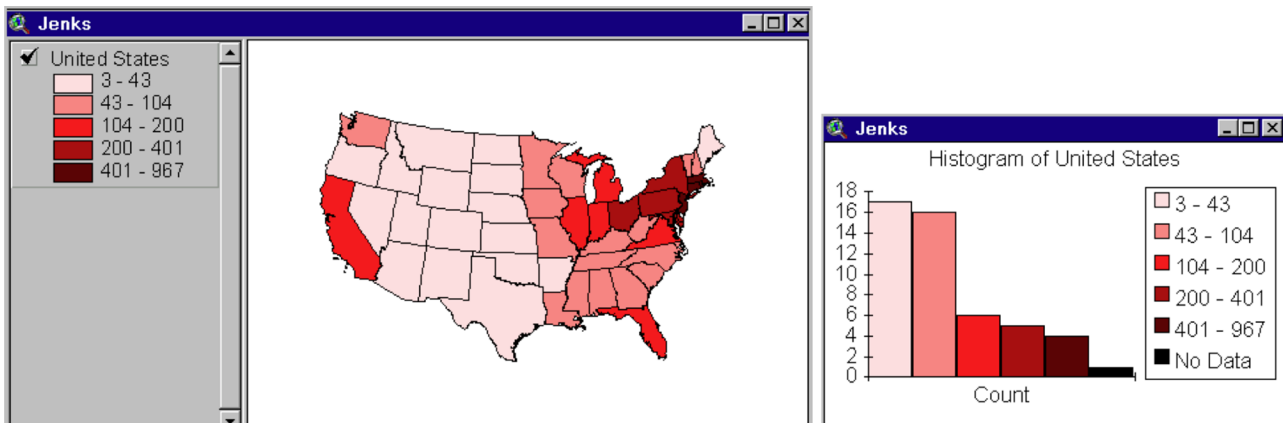 Jenks
United States
3 - 43
43 - 104
104 - 200
200 - 401
401 - 967
Jenks
Histogram of United States
18
16
14
12
10
8
6
4
2
0
Count
3 - 43
43 - 104
104 - 200
200 - 401
401 - 967
No Data